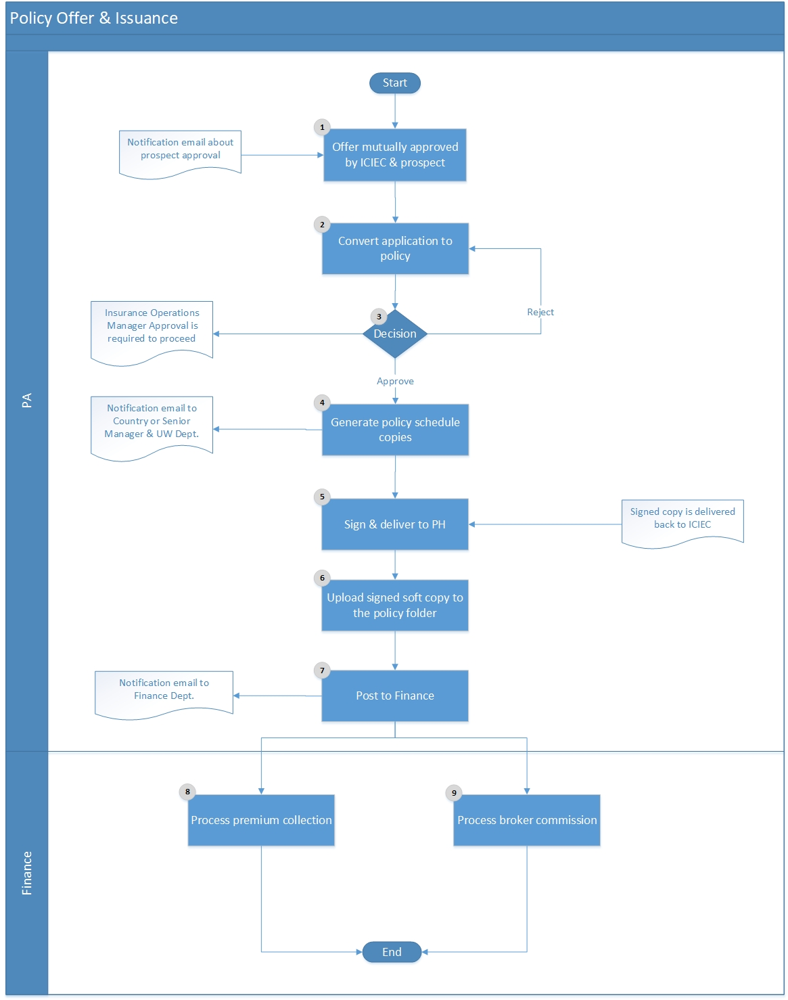 Policy Offer & Issuance
PA
Start
1
Notification email about
prospect approval
Offer mutually approved
by ICIEC & prospect
2
Convert application to
policy
Reject
3
Decision
Insurance Operations
Manager Approval is
required to proceed
Approve
4
Notification email to
Country or Senior
Manager & UW Dept.
Generate policy schedule
copies
5
Sign & deliver to PH
Signed copy is delivered
back to ICIEC
6
Upload signed soft copy to
the policy folder
7
Notification email to
Finance Dept.
Post to Finance
Finance
8
Process premium collection
9
Process broker commission
End